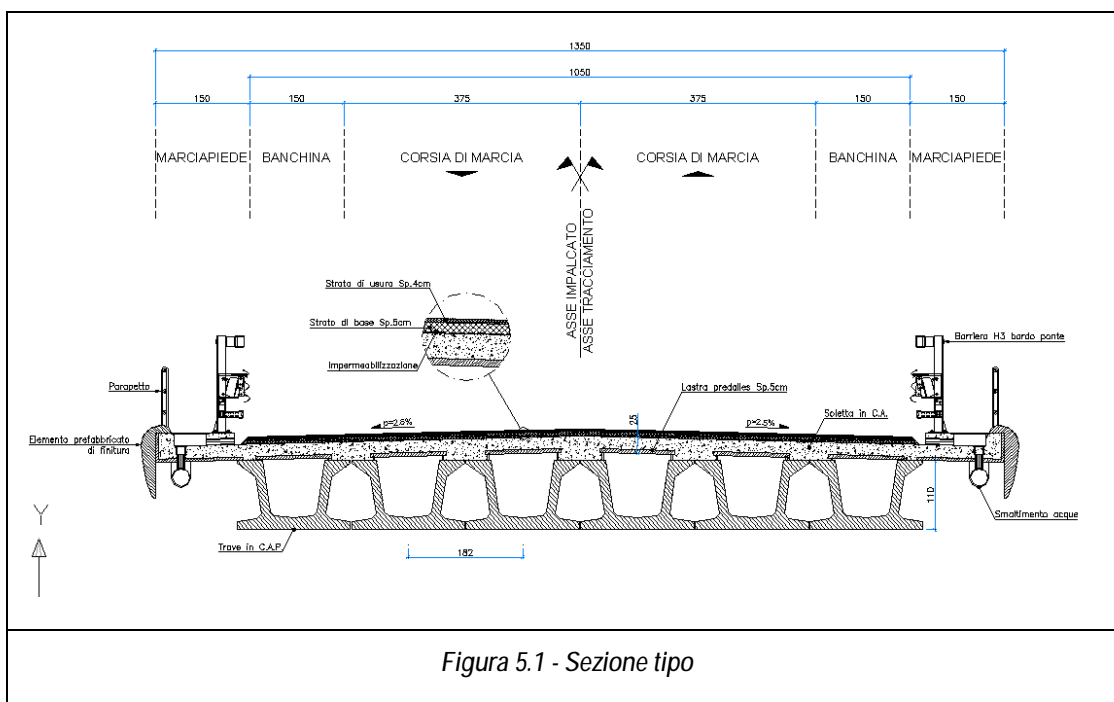 1350
1050
150
150
375
375
150
150
MARCIAPIEDE
BANCHINA
CORSIA DI MARCIA
CORSIA DI MARCIA
BANCHINA
MARCIAPIEDE
ASSE IMPALCATO
ASSE TRACCIAMENTO
Strato di usura Sp.4cm
Strato di base Sp.5cm
Impermeabilizzazione
Barriera H3 bordo ponte
Parapetto
Lastra predalles Sp.5cm
Soletta in C.A.
p=2.5%
25
p=2.5%
Elemento prefabbricato
di finitura
110
Y
Smaltimento acque
Trave in C.A.P.
182
Figura 5.1 - Sezione tipo